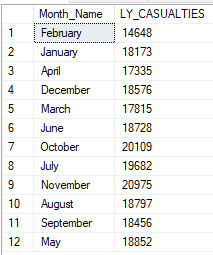 Month_Name LY_CASUALTIES
1 February 14648
2 January 18173
3 April 17335
4 December 18576
5 March 17815
6 June 18728
7 October 20109
8 July 19682
9 November 20975
10 August 18797
11 September 18456
12 May 18852